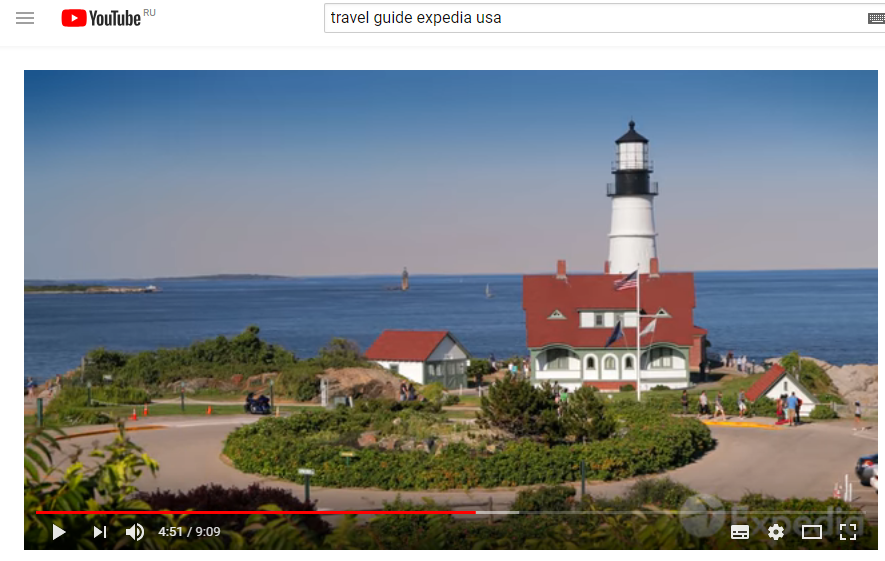 YouTube RU
travel guide expedia usa
Expedia
4:51 / 9:09